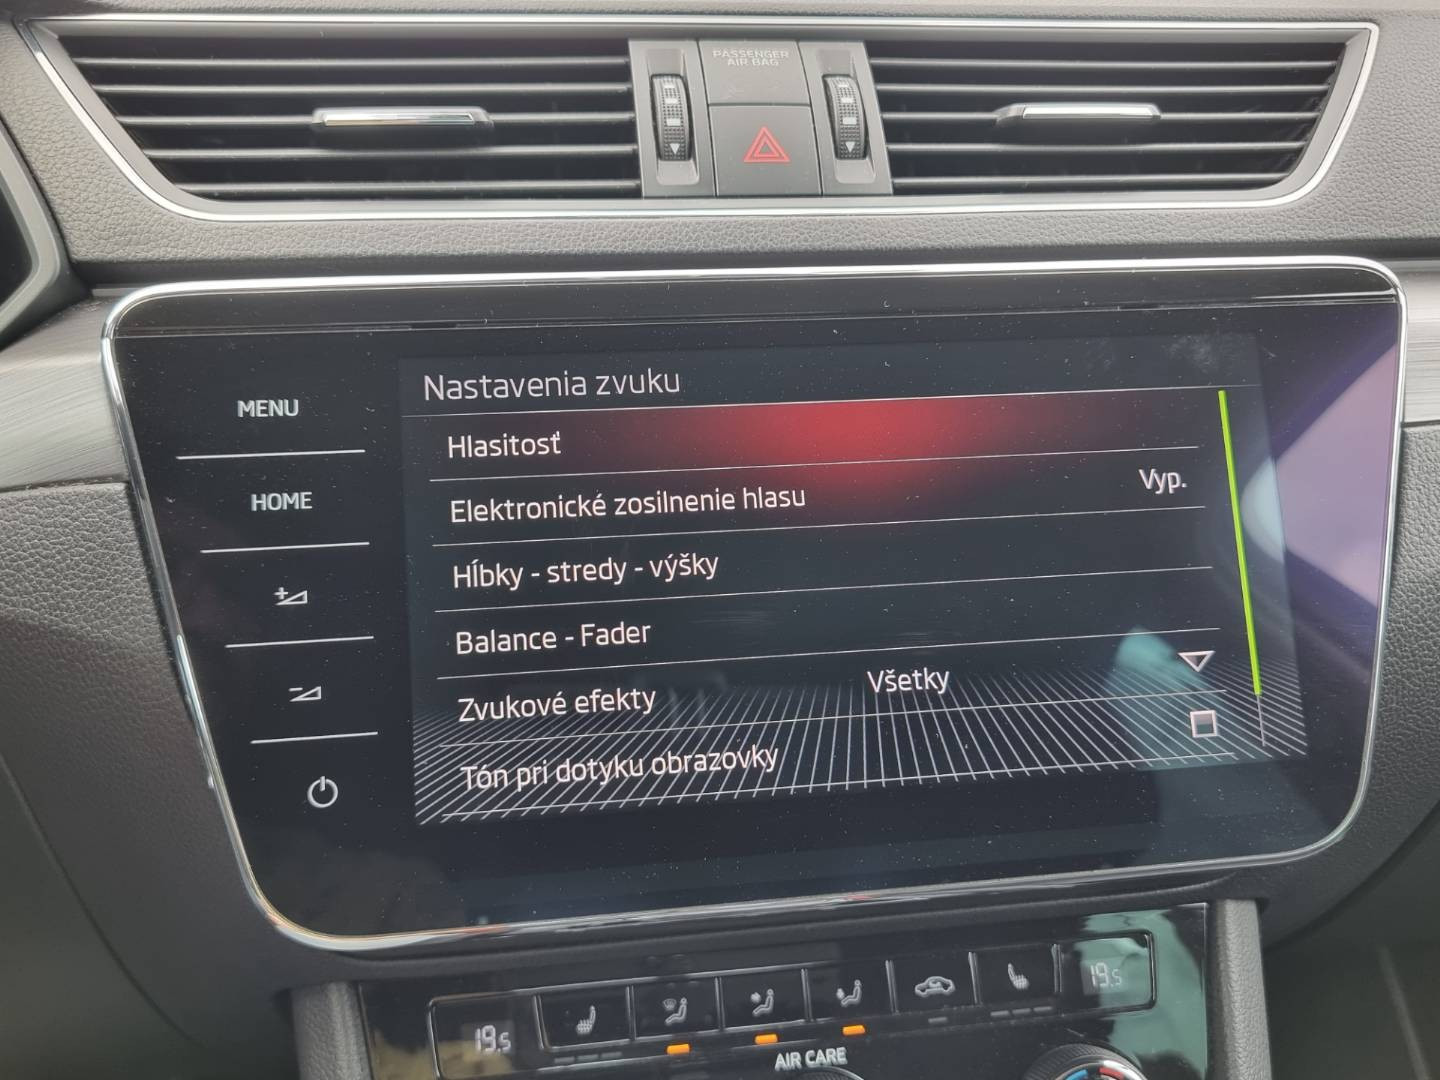 PASSENGER
AIR BAG
MENU
HOME
Nastavenia zvuku
Hlasitosť
Elektronické zosilnenie hlasu Vyp.
Hĺbky - stredy - výšky
Balance - Fader
Zvukové efekty Všetky
Tón pri dotyku obrazovky
19.5
19.5
AIR CARE